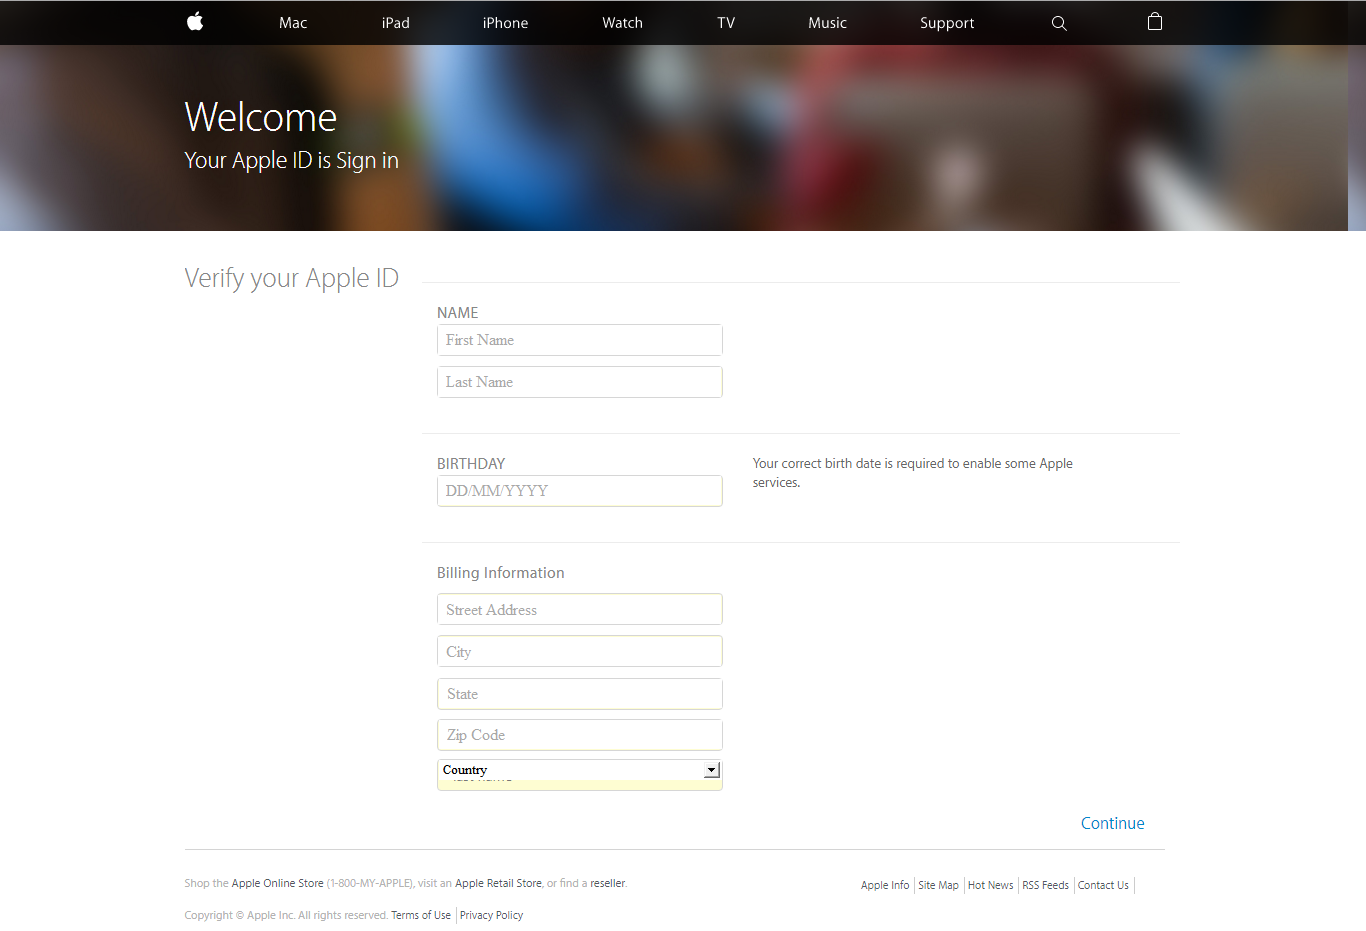 Mac iPad iPhone Watch TV Music Support
Welcome
Your Apple ID is Sign in
Verify your Apple ID
NAME
First Name
Last Name
BIRTHDAY
DD/MM/YYYY
Your correct birth date is required to enable some Apple
services.
Billing Information
Street Address
City
State
Zip Code
Country
Continue
Shop the Apple Online Store (1-800-MY-APPLE), visit an Apple Retail Store, or find a reseller.
Apple Info Site Map Hot News RSS Feeds Contact Us
Copyright © Apple Inc. All rights reserved. Terms of Use Privacy Policy